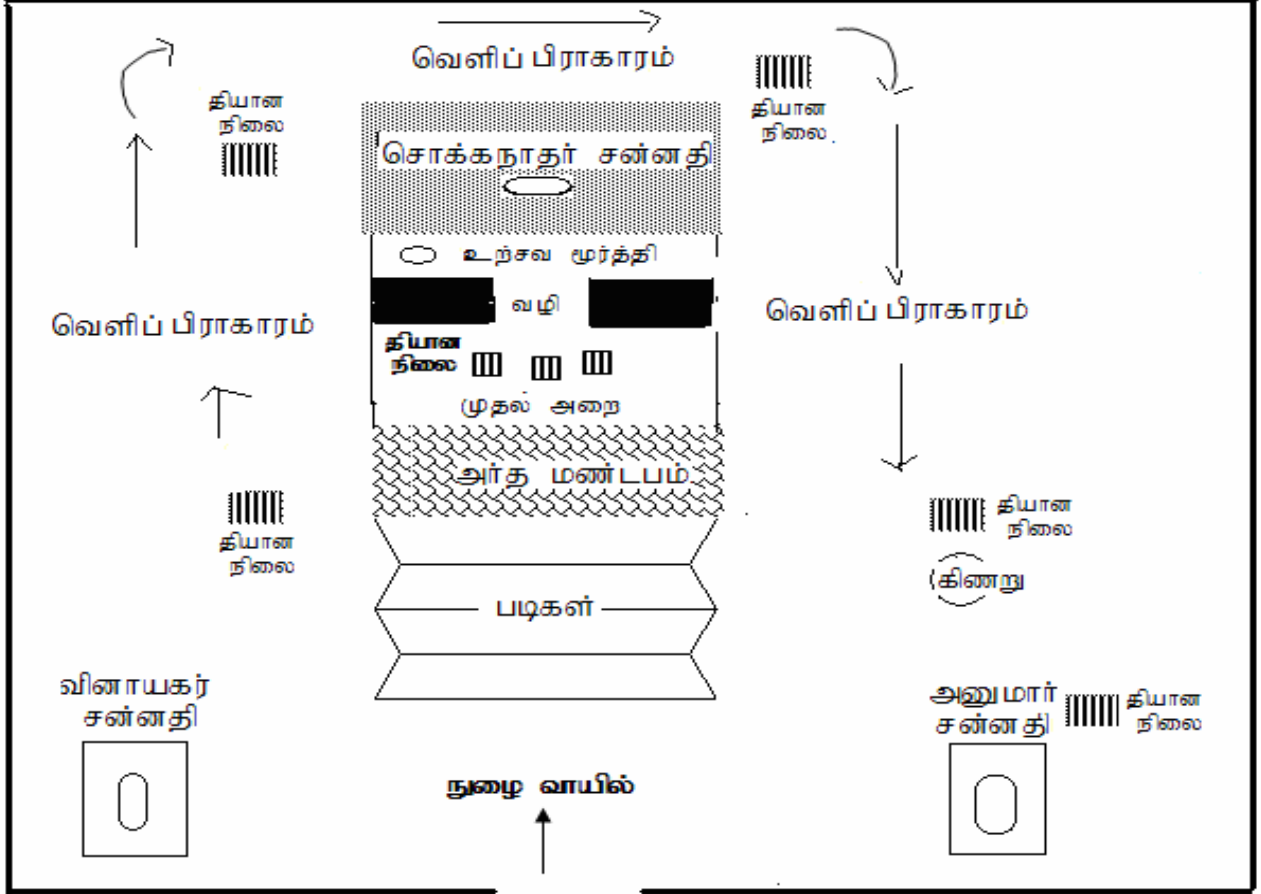 வெளிப் பிராகாரம்
தியான
நிலை
தியான
நிலை
சொக்கநாதர் சன்னதி
உற்சவ மூர்த்தி
வழி
வெளிப் பிராகாரம்
வெளிப் பிராகாரம்
தியான
நிலை
முதல் அறை
அர்த மண்டபம்
தியான
நிலை
தியான
நிலை
கிணறு
படிகள்
வினாயகர்
சன்னதி
அனுமார்
சன்னதி
தியான
நிலை
நுழை வாயில்